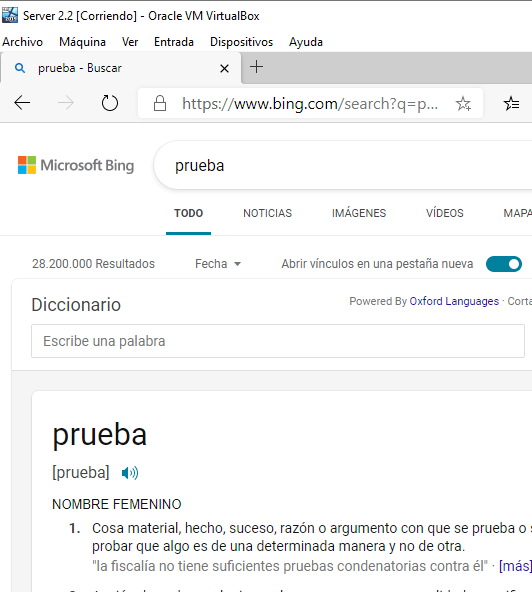 Server 2.2 [Corriendo] - Oracle VM VirtualBox
Archivo Máquina Ver Entrada Dispositivos Ayuda
prueba - Buscar
https://www.bing.com/search?q=p...
Microsoft Bing
prueba
TODO NOTICIAS IMÁGENES VÍDEOS MAPA
28.200.000 Resultados Fecha Abrir vínculos en una pestaña nueva
Diccionario Powered By Oxford Languages · Corta
Escribe una palabra
prueba
[prueba]
NOMBRE FEMENINO
1. Cosa material, hecho, suceso, razón o argumento con que se prueba o
probar que algo es de una determinada manera y no de otra.
"la fiscalía no tiene suficientes pruebas condenatorias contra él" · [más]